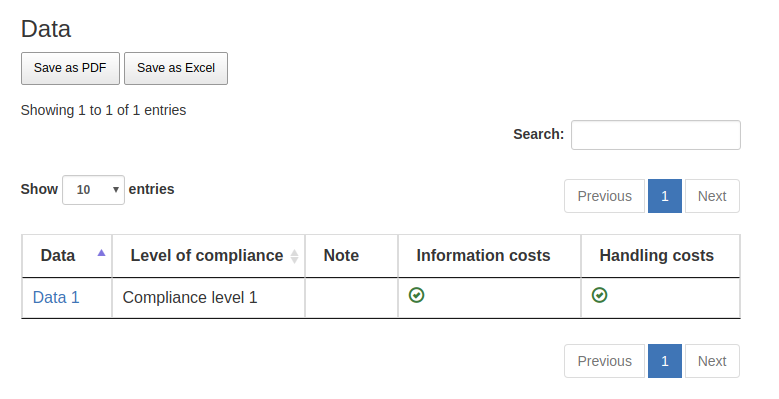 Data
Save as PDF Save as Excel
Showing 1 to 1 of 1 entries
Search:
Show 10 entries
Previous 1 Next
Data Level of compliance Note Information costs Handling costs
Data 1 Compliance level 1
Previous 1 Next